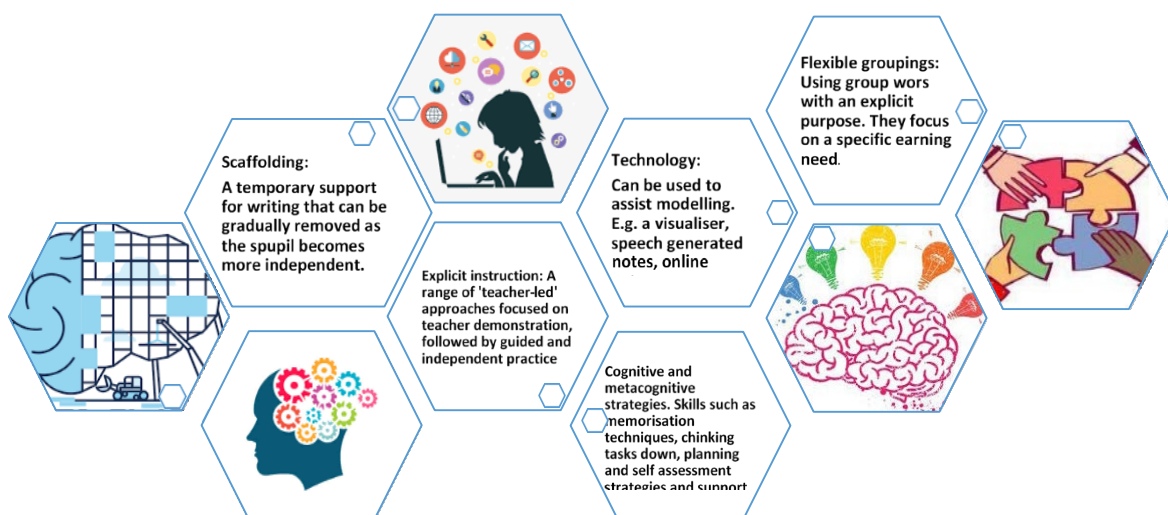 Scaffolding:
A temporary support
for writing that can be
gradually removed as
the spupil becomes
more independent.
Explicit instruction: A
range of 'teacher-led'
approaches focused on
teacher demonstration,
followed by guided and
independent practice
Technology:
Can be used to
assist modelling.
E.g. a visualiser,
speech generated
notes, online
Cognitive and
metacognitive
strategies. Skills such as
memorisation
techniques, chinking
tasks down, planning
and self assessment
strategies and support
Flexible groupings:
Using group wors
with an explicit
purpose. They focus
on a specific earning
need.